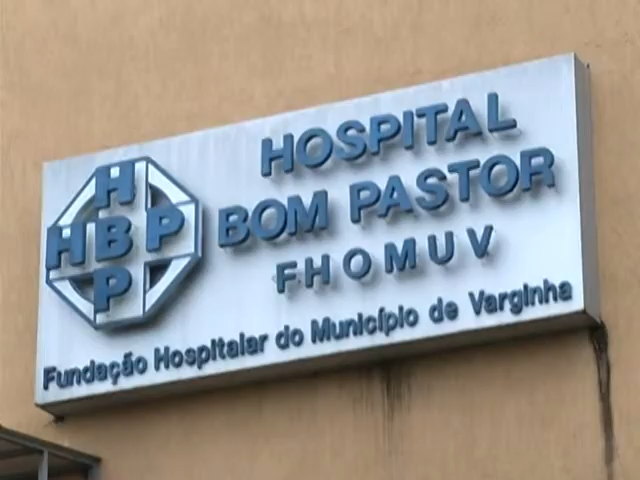 H
HBP
P
HOSPITAL
BOM PASTOR
FHOMUV
Fundação Hospitalar do Município de Varginha